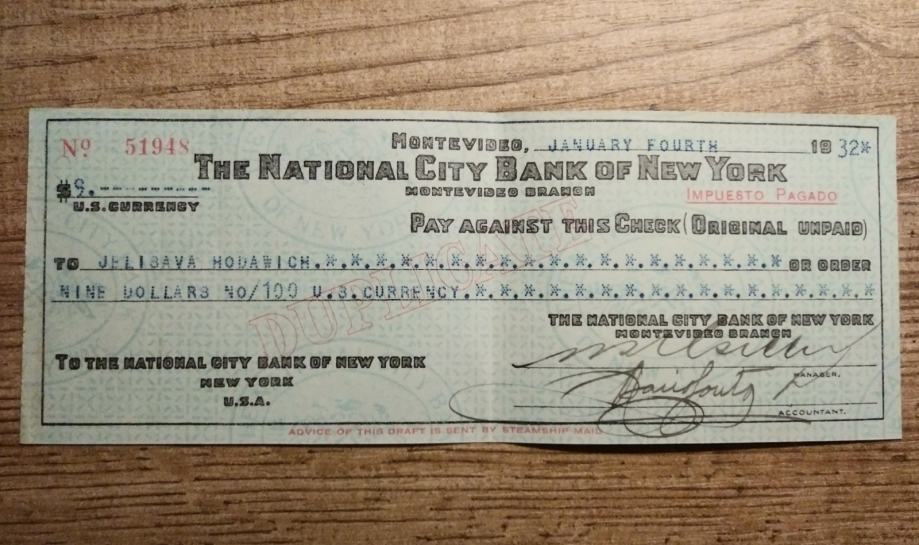 Nº 51948
MONTEVIDEO, JANUARY FOURTH 1932*
THE NATIONAL CITY BANK OF NEW YORK
MONTEVIDEO BRANCH
$9.----------
U.S. CURRENCY
IMPUESTO PAGADO
PAY AGAINST THIS CHECK (ORIGINAL UNPAID)
DUPLICATE
TO JELISAVA HODAWICH.*.*.*.*.*.*.*.*.*.*.*.*.*.*.*.*.*.*.*.* OR ORDER
NINE DOLLARS NO/100 U.S.CURRENCY.*.*.*.*.*.*.*.*.*.*.*.*.*.*.*.*.*.*
THE NATIONAL CITY BANK OF NEW YORK
MONTEVIDEO BRANCH
MANAGER.
ACCOUNTANT.
TO THE NATIONAL CITY BANK OF NEW YORK
NEW YORK
U.S.A.
ADVICE OF THIS DRAFT IS SENT BY STEAMSHIP MAIL